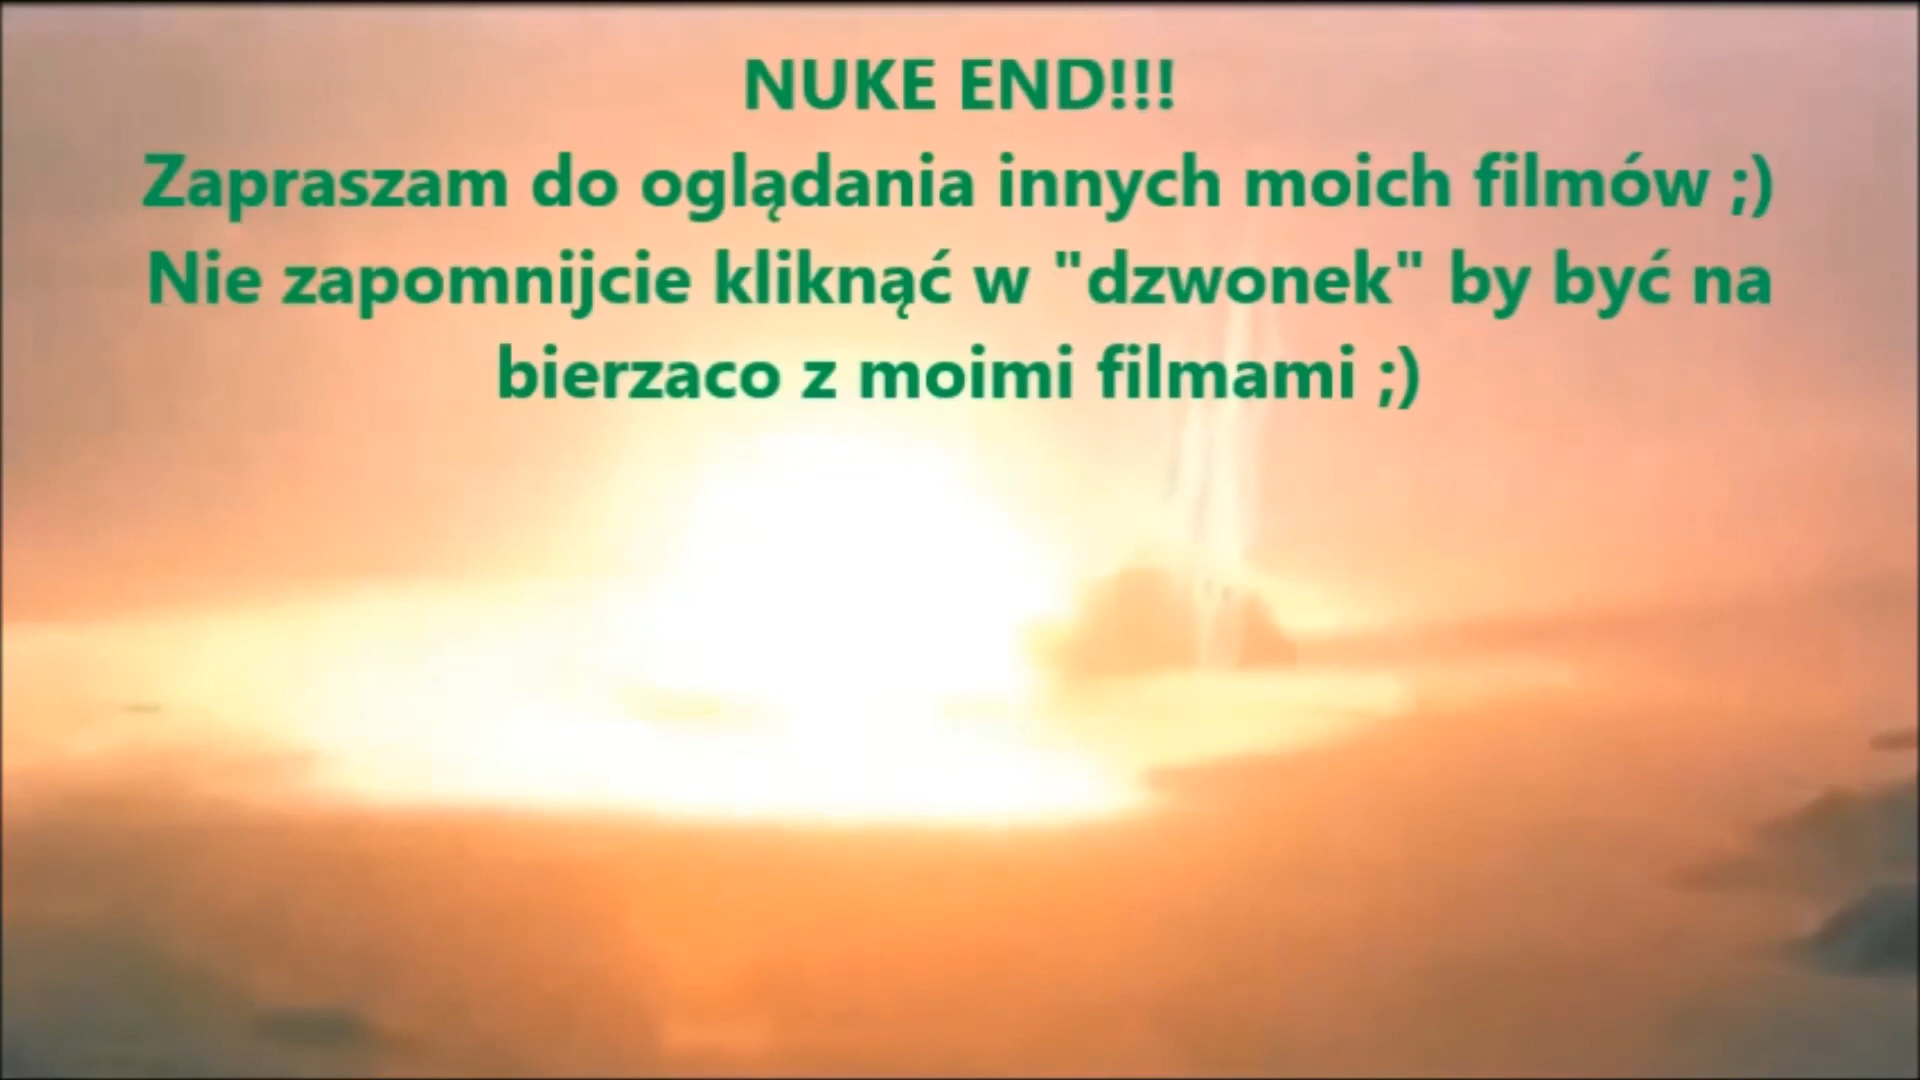 NUKE END!!!
Zapraszam do oglądania innych moich filmów ;)
Nie zapomnijcie kliknąć w "dzwonek" by być na
bierzaco z moimi filmami ;)